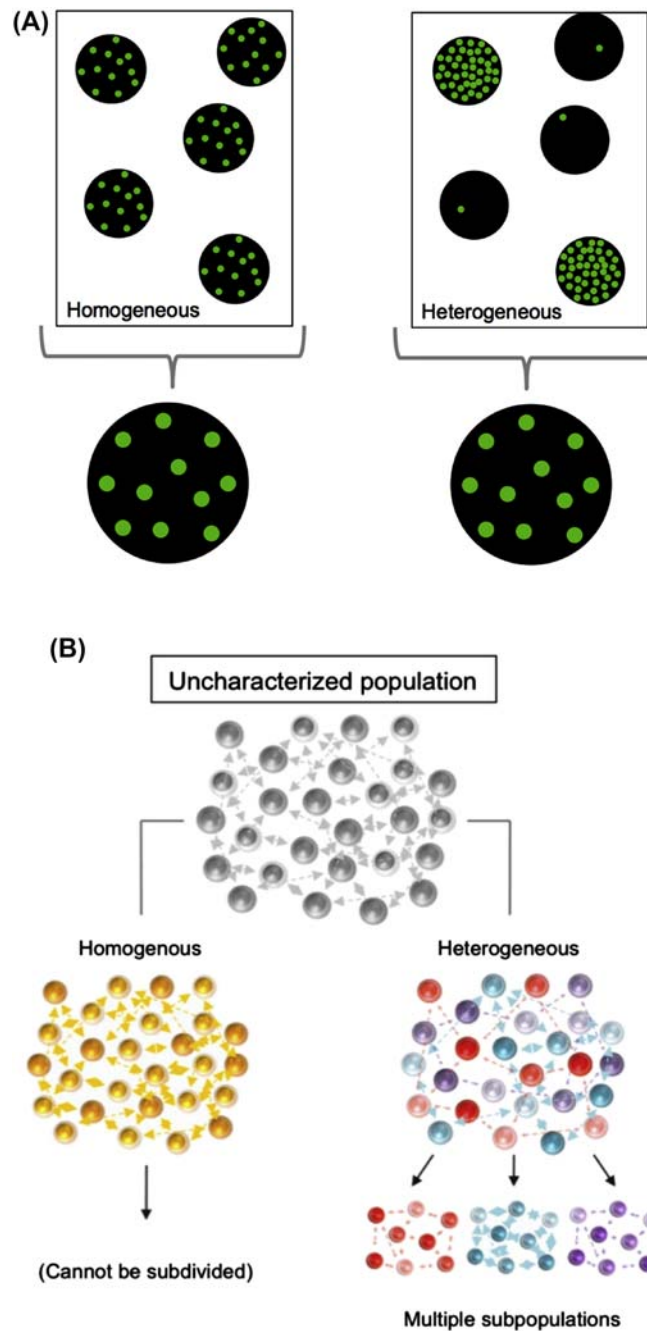 (A)
Homogeneous
Heterogeneous
(B)
Uncharacterized population
Homogenous
Heterogeneous
(Cannot be subdivided)
Multiple subpopulations